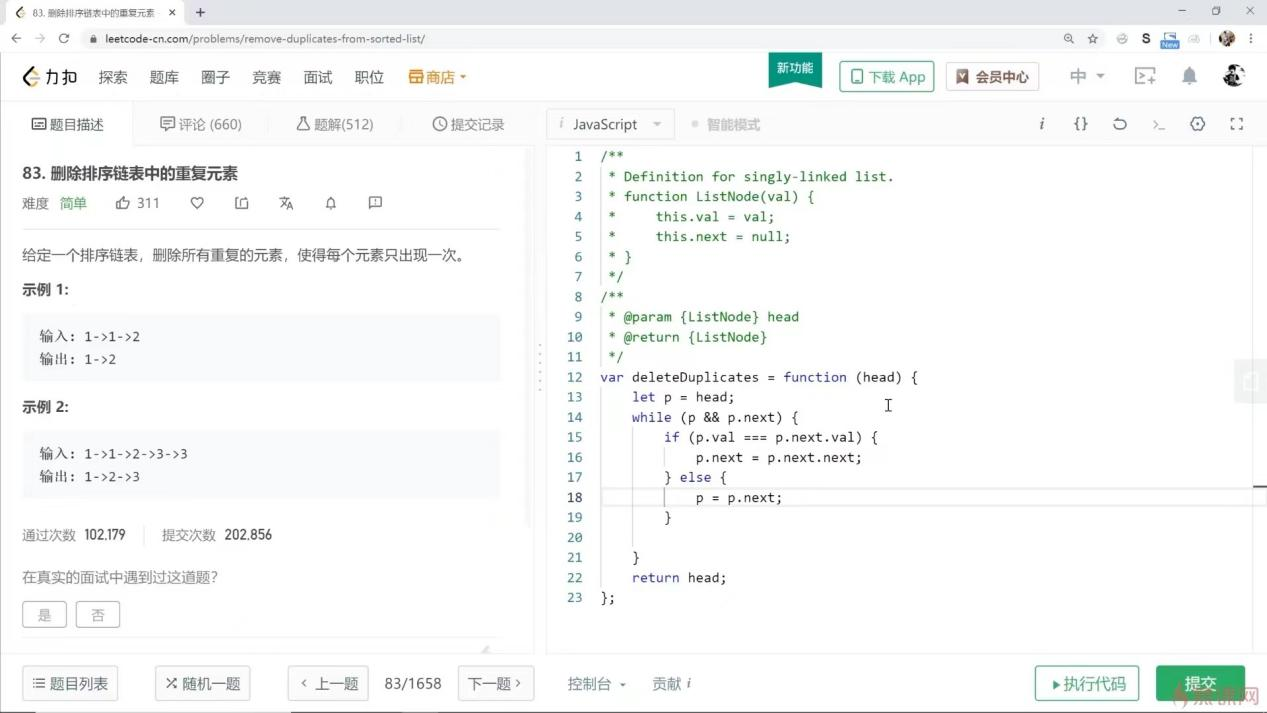 83. 删除排序链表中的重复元素
leetcode-cn.com/problems/remove-duplicates-from-sorted-list/
New
力扣 探索 题库 圈子 竞赛 面试 职位 商店 新功能 下载 App 会员中心 中
题目描述 评论 (660) 题解(512) 提交记录
i JavaScript 智能模式
83. 删除排序链表中的重复元素
难度 简单 311
给定一个排序链表，删除所有重复的元素，使得每个元素只出现一次。
示例 1:
输入: 1->1->2
输出: 1->2
示例 2:
输入: 1->1->2->3->3
输出: 1->2->3
通过次数 102,179 提交次数 202,856
在真实的面试中遇到过这道题？
是 否
1 /**
2 * Definition for singly-linked list.
3 * function ListNode(val) {
4 * this.val = val;
5 * this.next = null;
6 * }
7 */
8 /**
9 * @param {ListNode} head
10 * @return {ListNode}
11 */
12 var deleteDuplicates = function (head) {
13 let p = head;
14 while (p && p.next) {
15 if (p.val === p.next.val) {
16 p.next = p.next.next;
17 } else {
18 p = p.next;
19 }
20
21 }
22 return head;
23 };
题目列表 随机一题 上一题 83/1658 下一题 控制台 贡献 i 执行代码 提交
慕课网